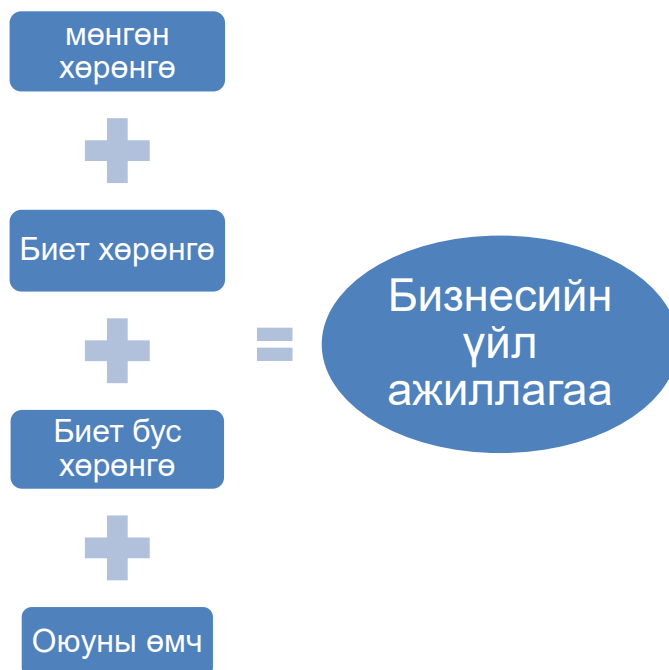 мөнгөн
хөрөнгө
Биет хөрөнгө
Биет бус
хөрөнгө
Оюуны өмч
=
Бизнесийн
үйл
ажиллагаа